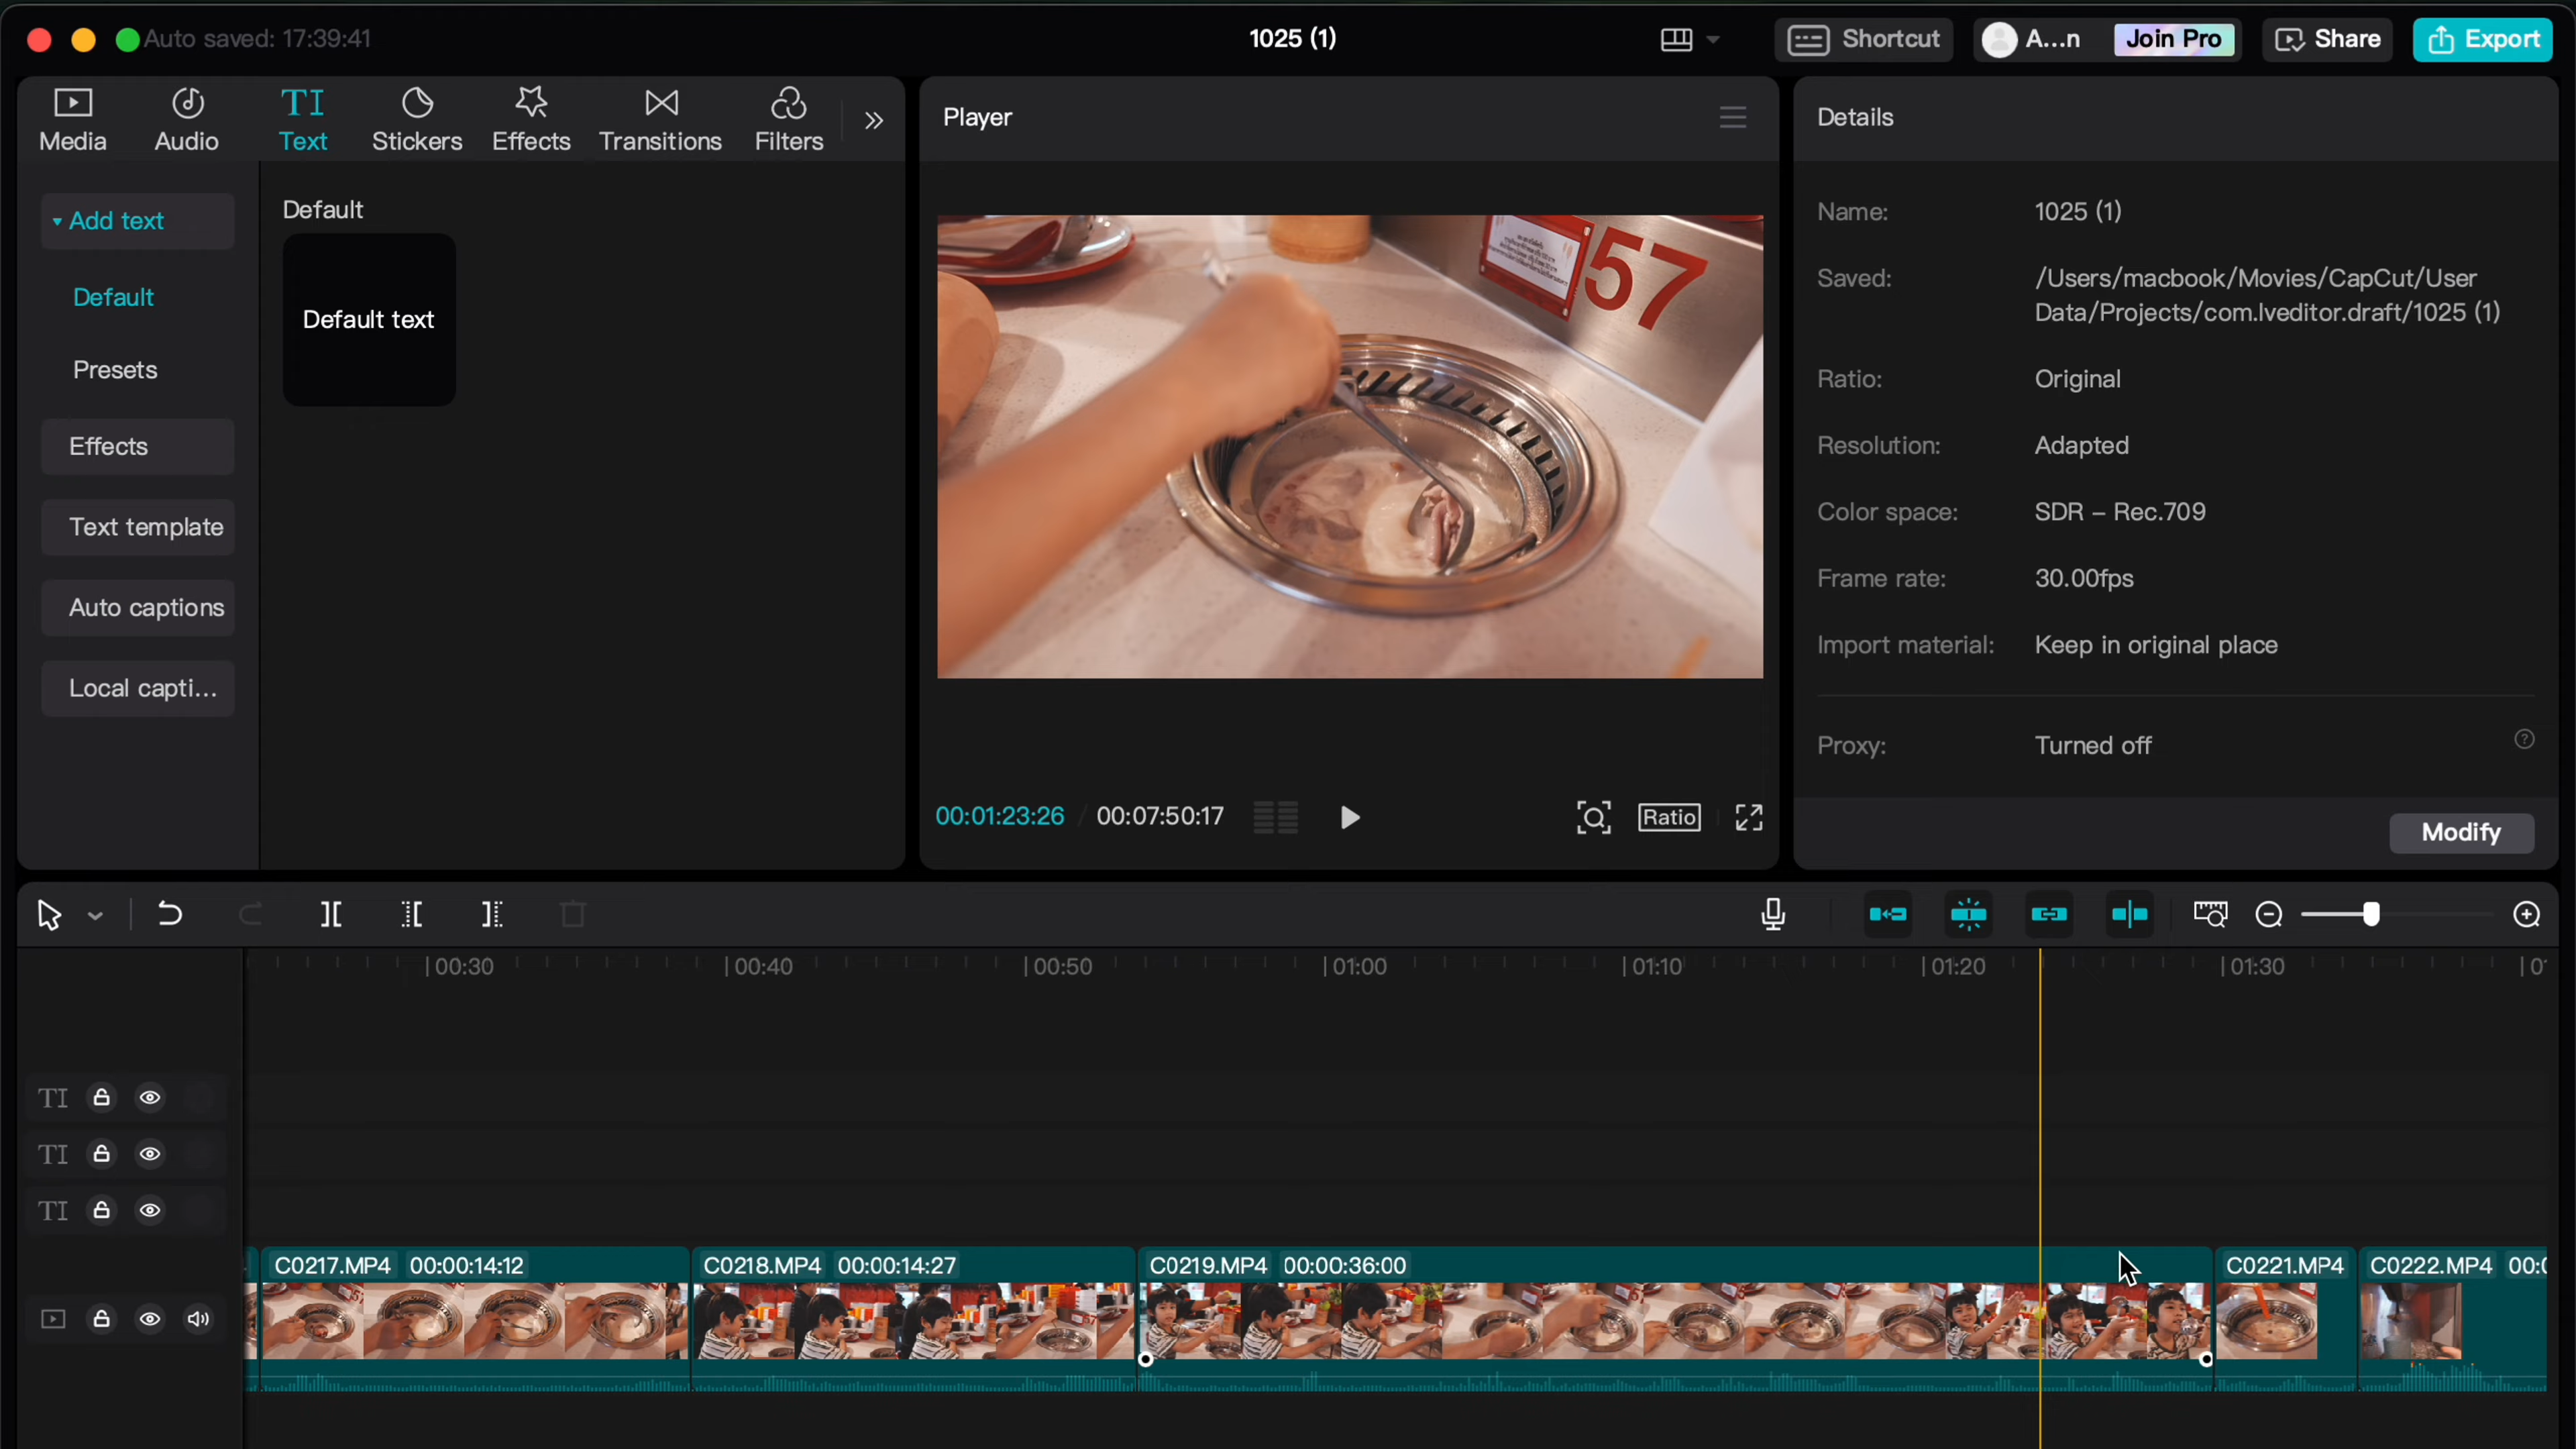 Auto saved: 17:39:41
1025 (1)
Shortcut
A...n
Join Pro
Share
Export
Media
Audio
TI
Text
Stickers
Effects
Transitions
Filters
Add text
Default
Presets
Effects
Text template
Auto captions
Local capti...
Default
Default text
Player
57
00:01:23:26 / 00:07:50:17
Ratio
Details
Name: 1025 (1)
Saved: /Users/macbook/Movies/CapCut/User
Data/Projects/com.lveditor.draft/1025 (1)
Ratio: Original
Resolution: Adapted
Color space: SDR – Rec.709
Frame rate: 30.00fps
Import material: Keep in original place
Proxy: Turned off
Modify
00:30
00:40
00:50
01:00
01:10
01:20
01:30
TI
TI
TI
C0217.MP4 00:00:14:12
C0218.MP4 00:00:14:27
C0219.MP4 00:00:36:00
C0221.MP4
C0222.MP4